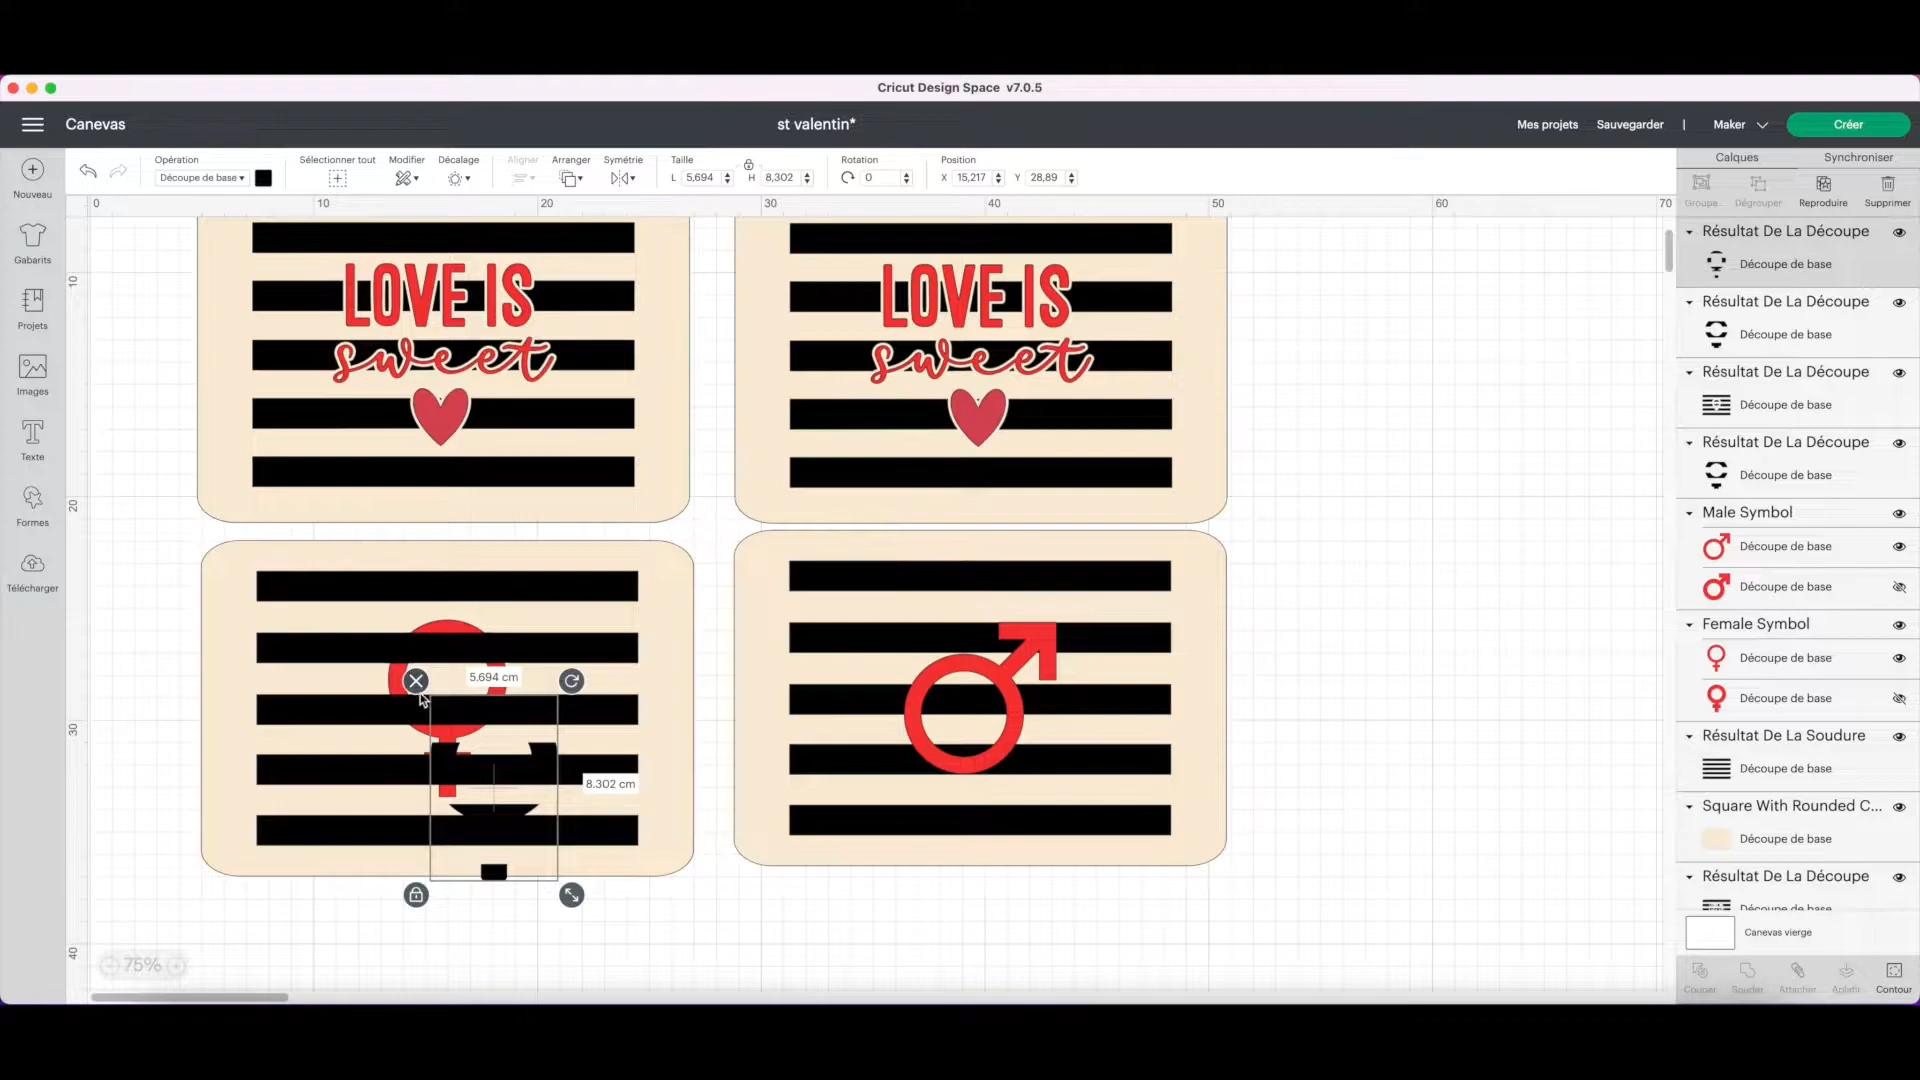 Cricut Design Space v7.0.5
Canevas
st valentin*
Mes projets
Sauvegarder
|
Maker
Créer
Nouveau
Gabarits
Projets
Images
Texte
Formes
Télécharger
Opération
Découpe de base
Sélectionner tout
Modifier
Décalage
Aligner
Arranger
Symétrie
Taille
L 5,694
H 8,302
Rotation
0
Position
X 15,217
Y 28,89
0 10 20 30 40 50 60 70
10
20
30
40
LOVE IS
sweet
LOVE IS
sweet
5.694 cm
8.302 cm
75%
Calques
Synchroniser
Groupe...
Dégrouper
Reproduire
Supprimer
Résultat De La Découpe
Découpe de base
Résultat De La Découpe
Découpe de base
Résultat De La Découpe
Découpe de base
Résultat De La Découpe
Découpe de base
Male Symbol
Découpe de base
Découpe de base
Female Symbol
Découpe de base
Découpe de base
Résultat De La Soudure
Découpe de base
Square With Rounded C...
Découpe de base
Résultat De La Découpe
Découpe de base
Canevas vierge
Couper
Souder
Attacher
Aplatir
Contour